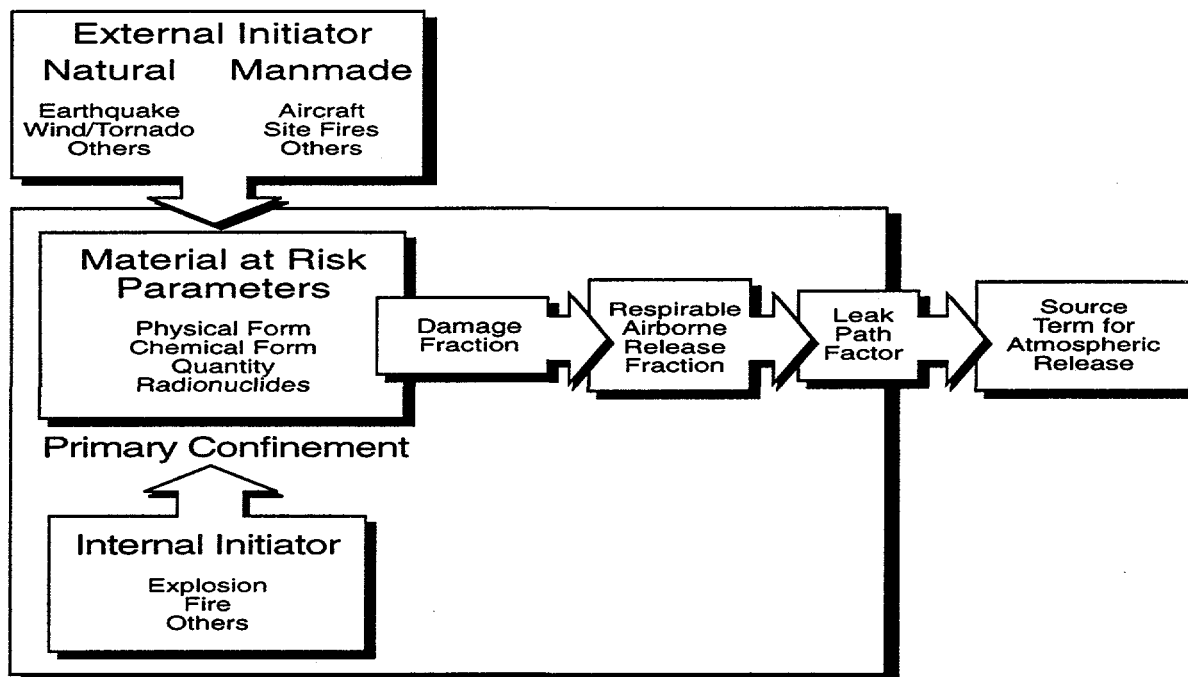 External Initiator
Natural Manmade
Earthquake
Wind/Tornado
Others
Aircraft
Site Fires
Others
Material at Risk
Parameters
Physical Form
Chemical Form
Quantity
Radionuclides
Damage
Fraction
Respirable
Airborne
Release
Fraction
Leak
Path
Factor
Source
Term for
Atmospheric
Release
Primary Confinement
Internal Initiator
Explosion
Fire
Others